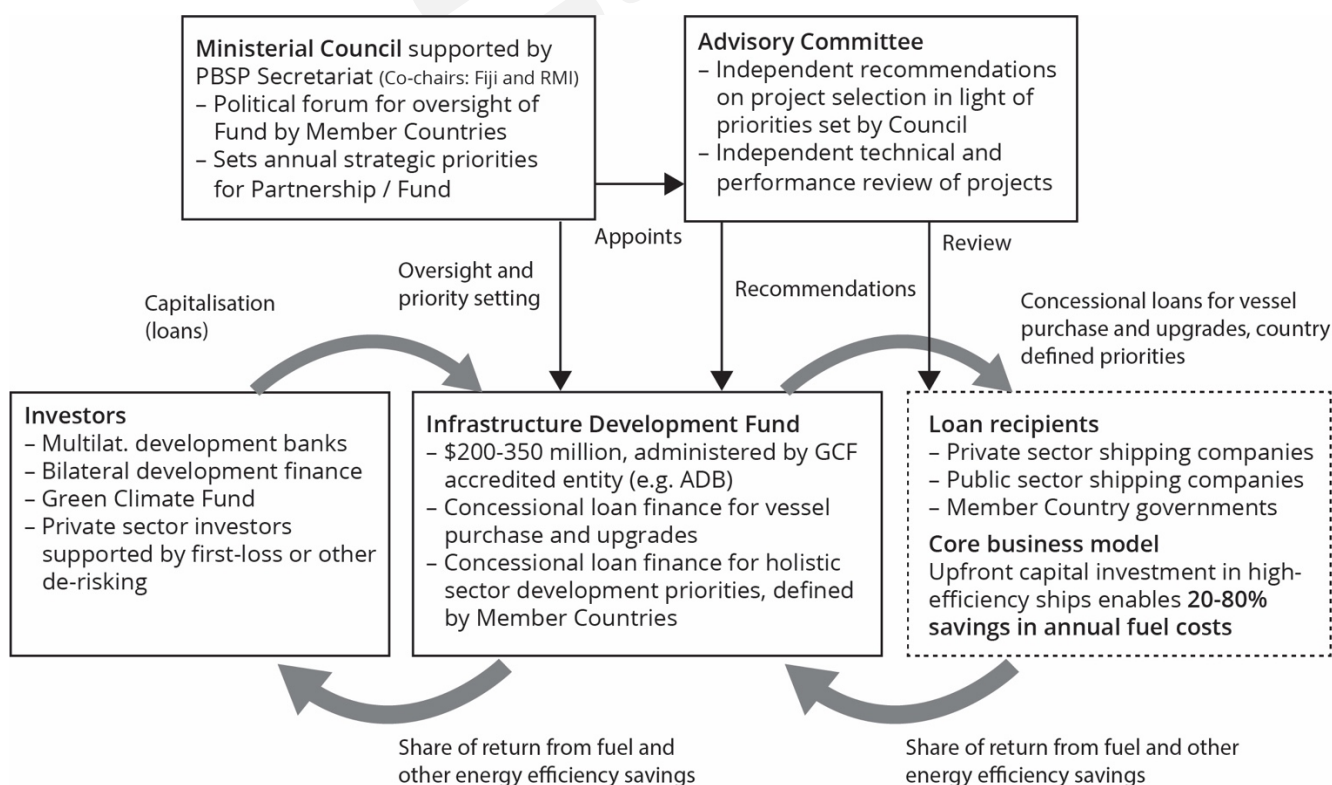 Ministerial Council supported by
PBSP Secretariat (Co-chairs: Fiji and RMI)
– Political forum for oversight of
Fund by Member Countries
– Sets annual strategic priorities
for Partnership / Fund
Advisory Committee
– Independent recommendations
on project selection in light of
priorities set by Council
– Independent technical and
performance review of projects
Appoints
Review
Oversight and
priority setting
Recommendations
Capitalisation
(loans)
Concessional loans for vessel
purchase and upgrades, country
defined priorities
Investors
– Multilat. development banks
– Bilateral development finance
– Green Climate Fund
– Private sector investors
supported by first-loss or other
de-risking
Infrastructure Development Fund
– $200-350 million, administered by GCF
accredited entity (e.g. ADB)
– Concessional loan finance for vessel
purchase and upgrades
– Concessional loan finance for holistic
sector development priorities, defined
by Member Countries
Loan recipients
– Private sector shipping companies
– Public sector shipping companies
– Member Country governments
Core business model
Upfront capital investment in high-
efficiency ships enables 20-80%
savings in annual fuel costs
Share of return from fuel and
other energy efficiency savings
Share of return from fuel and other
energy efficiency savings